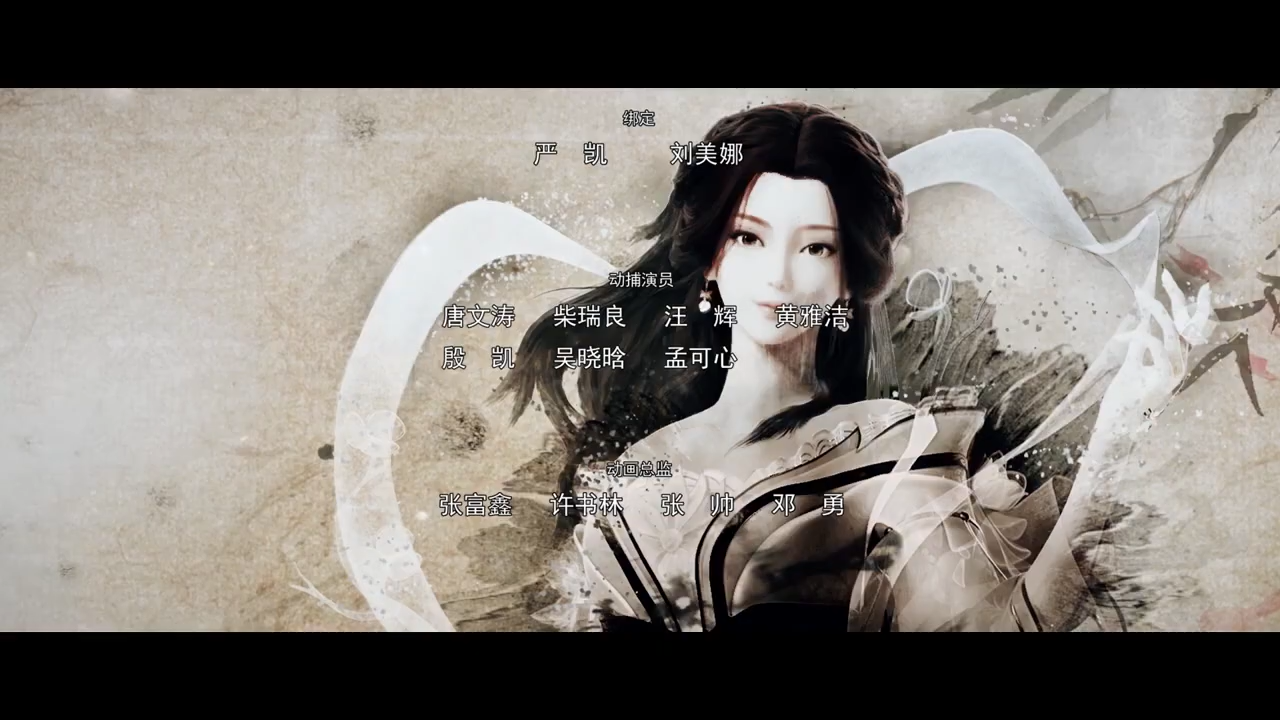 绑定
严 凯 刘美娜
动捕演员
唐文涛 柴瑞良 汪 辉 黄雅洁
殷 凯 吴晓晗 孟可心
动画总监
张富鑫 许书林 张 帅 邓 勇